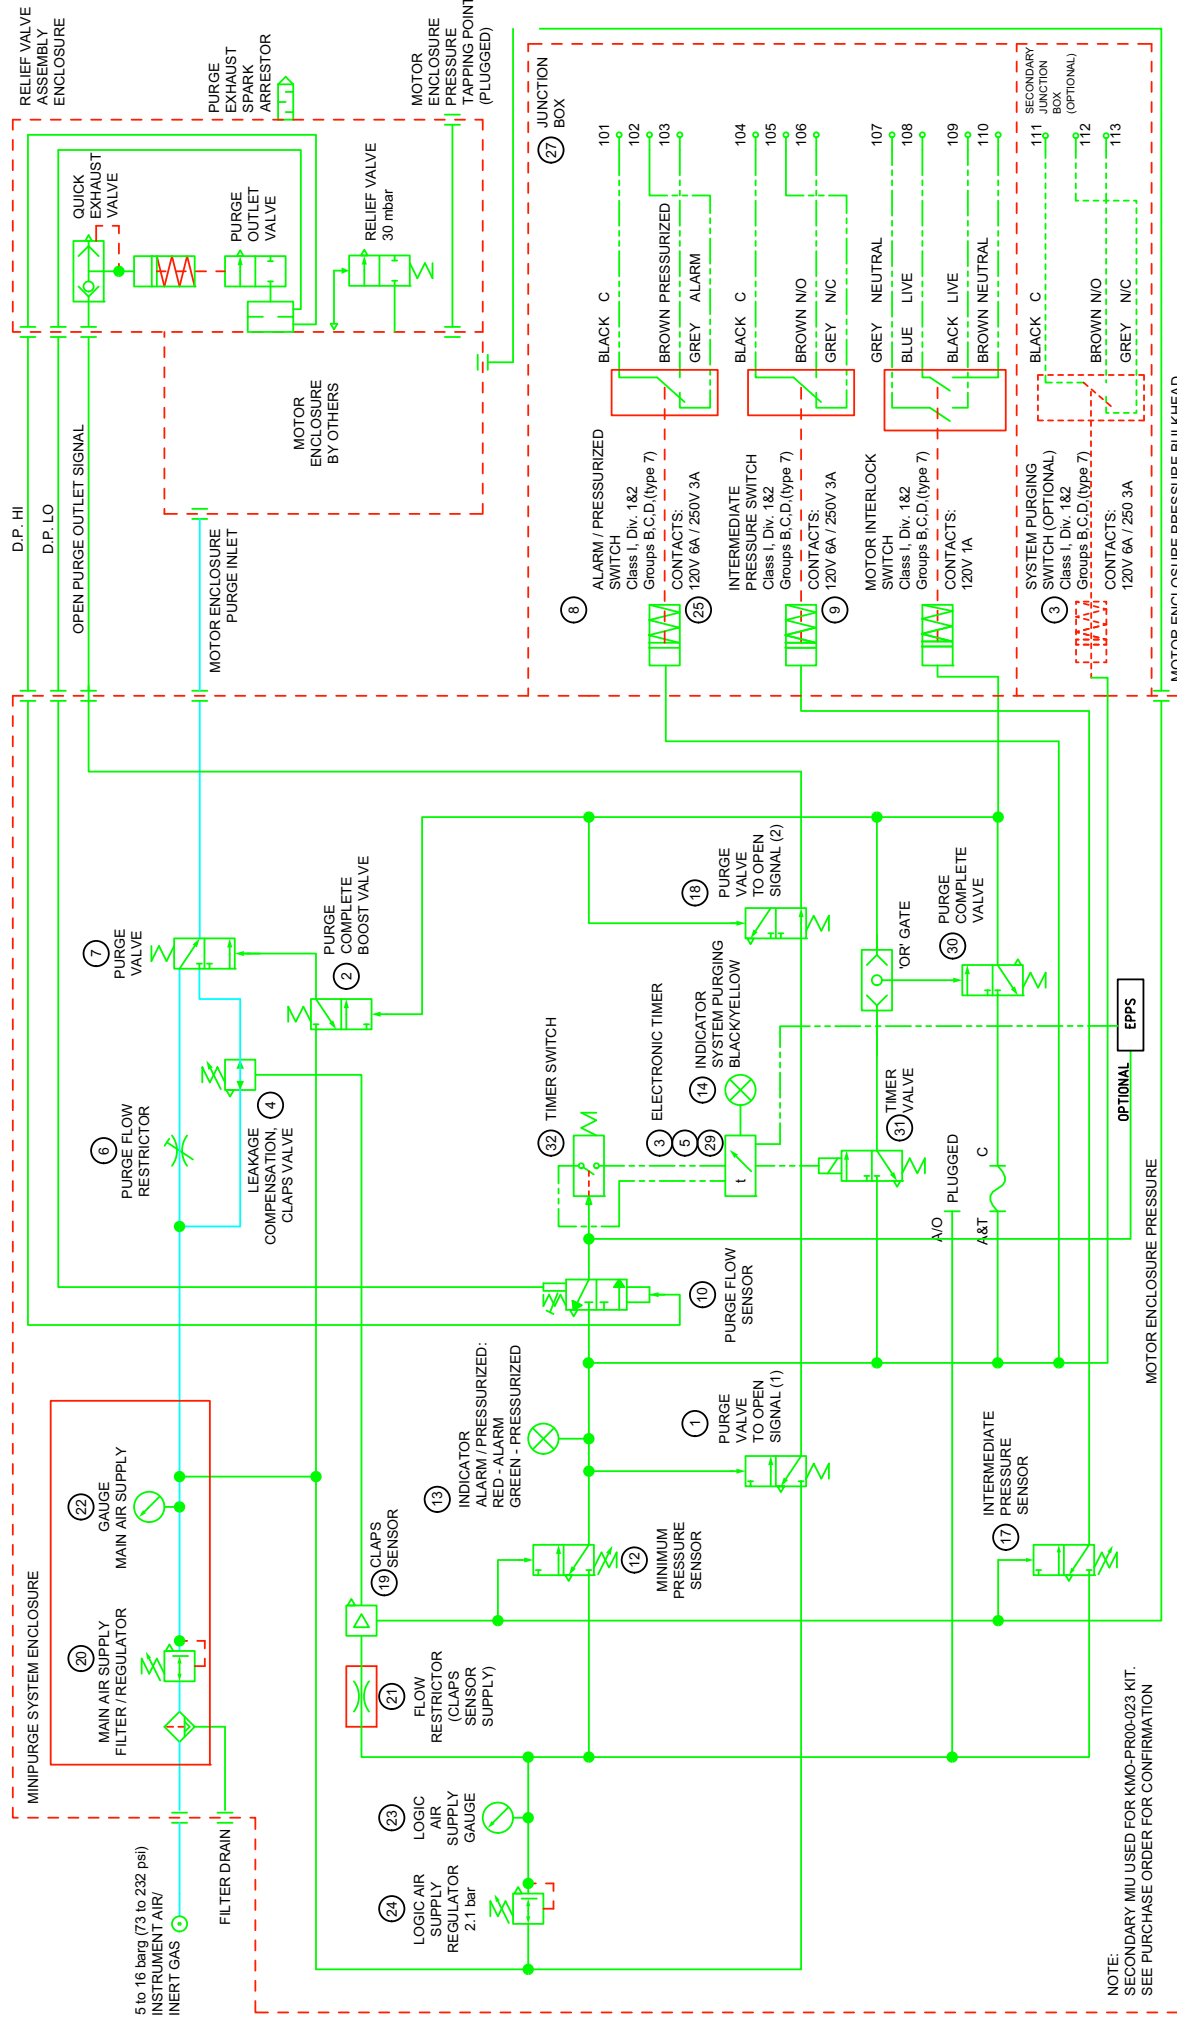 MINIPURGE SYSTEM ENCLOSURE
5 to 16 barg (73 to 232 psi)
INSTRUMENT AIR/
INERT GAS
FILTER DRAIN
20
MAIN AIR SUPPLY
FILTER / REGULATOR
22
GAUGE
MAIN AIR SUPPLY
6
PURGE FLOW
RESTRICTOR
4
LEAKAGE
COMPENSATION,
CLAPS VALVE
7
PURGE
VALVE
2
PURGE
COMPLETE
BOOST VALVE
D.P. HI
D.P. LO
OPEN PURGE OUTLET SIGNAL
MOTOR ENCLOSURE
PURGE INLET
RELIEF VALVE
ASSEMBLY
ENCLOSURE
QUICK
EXHAUST
VALVE
PURGE
OUTLET
VALVE
PURGE
EXHAUST
SPARK
ARRESTOR
RELIEF VALVE
30 mbar
MOTOR
ENCLOSURE
PRESSURE
TAPPING POINT
(PLUGGED)
MOTOR
ENCLOSURE
BY OTHERS
24
LOGIC AIR
SUPPLY
REGULATOR
2.1 bar
23
LOGIC
AIR
SUPPLY
GAUGE
21
FLOW
RESTRICTOR
(CLAPS
SENSOR
SUPPLY)
19
CLAPS
SENSOR
13
INDICATOR
ALARM / PRESSURIZED:
RED - ALARM
GREEN - PRESSURIZED
12
MINIMUM
PRESSURE
SENSOR
1
PURGE
VALVE
TO OPEN
SIGNAL (1)
10
PURGE FLOW
SENSOR
32
TIMER SWITCH
3
5
29
ELECTRONIC TIMER
t
14
INDICATOR
SYSTEM PURGING
BLACK/YELLOW
18
PURGE
VALVE
TO OPEN
SIGNAL (2)
31
TIMER
VALVE
'OR' GATE
30
PURGE
COMPLETE
VALVE
A/O
PLUGGED
A&T
C
OPTIONAL
EPPS
17
INTERMEDIATE
PRESSURE
SENSOR
MOTOR ENCLOSURE PRESSURE
27
JUNCTION
BOX
8
ALARM / PRESSURIZED
SWITCH
Class I, Div. 1&2
Groups B,C,D,(type 7)
CONTACTS:
120V 6A / 250V 3A
25
BLACK C
BROWN PRESSURIZED
GREY ALARM
101
102
103
INTERMEDIATE
PRESSURE SWITCH
Class I, Div. 1&2
Groups B,C,D,(type 7)
CONTACTS:
120V 6A / 250V 3A
9
BLACK C
BROWN N/O
GREY N/C
104
105
106
MOTOR INTERLOCK
SWITCH
Class I, Div. 1&2
Groups B,C,D,(type 7)
CONTACTS:
120V 1A
GREY NEUTRAL
BLUE LIVE
BLACK LIVE
BROWN NEUTRAL
107
108
109
110
SYSTEM PURGING
SWITCH (OPTIONAL)
3
Class I, Div. 1&2
Groups B,C,D,(type 7)
CONTACTS:
120V 6A / 250 3A
BLACK C
BROWN N/O
GREY N/C
SECONDARY
JUNCTION
BOX
(OPTIONAL)
111
112
113
MOTOR ENCLOSURE PRESSURE BULKHEAD
NOTE:
SECONDARY MIU USED FOR KMO-PR00-023 KIT.
SEE PURCHASE ORDER FOR CONFIRMATION